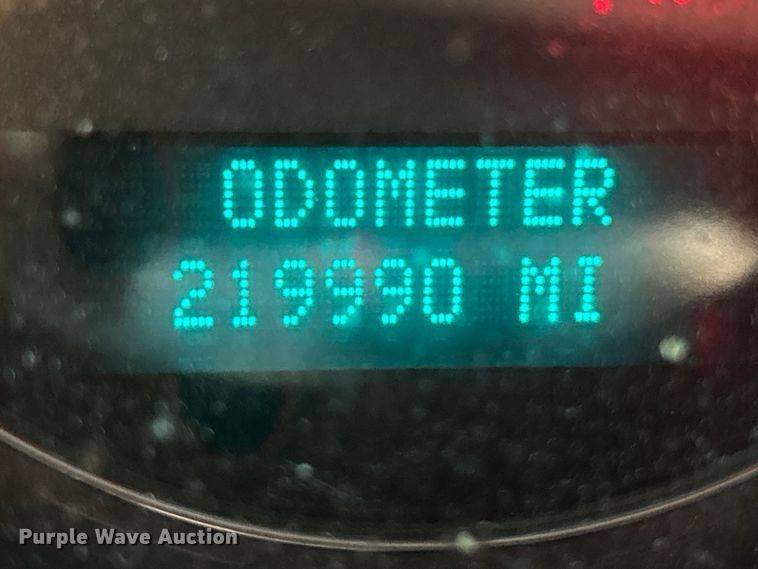 ODOMETER
219990 MI
Purple Wave Auction